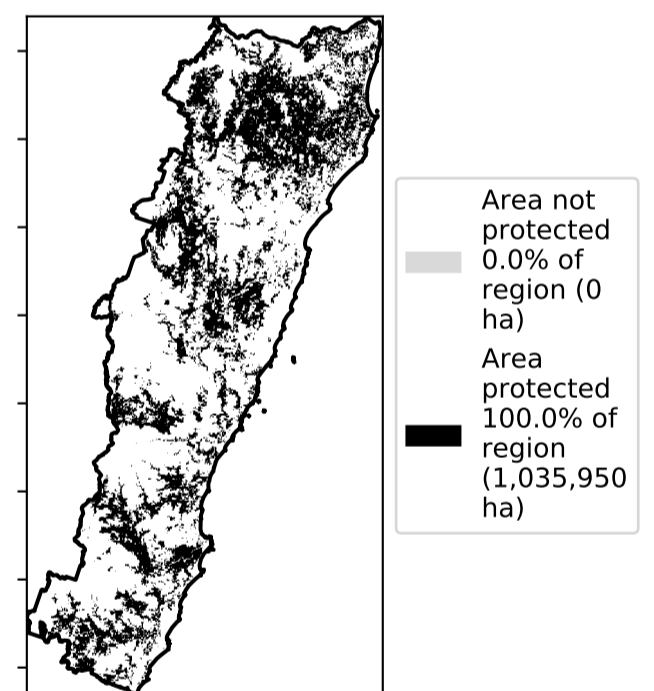 Area not
protected
0.0% of
region (0
ha)
Area
protected
100.0% of
region
(1,035,950
ha)